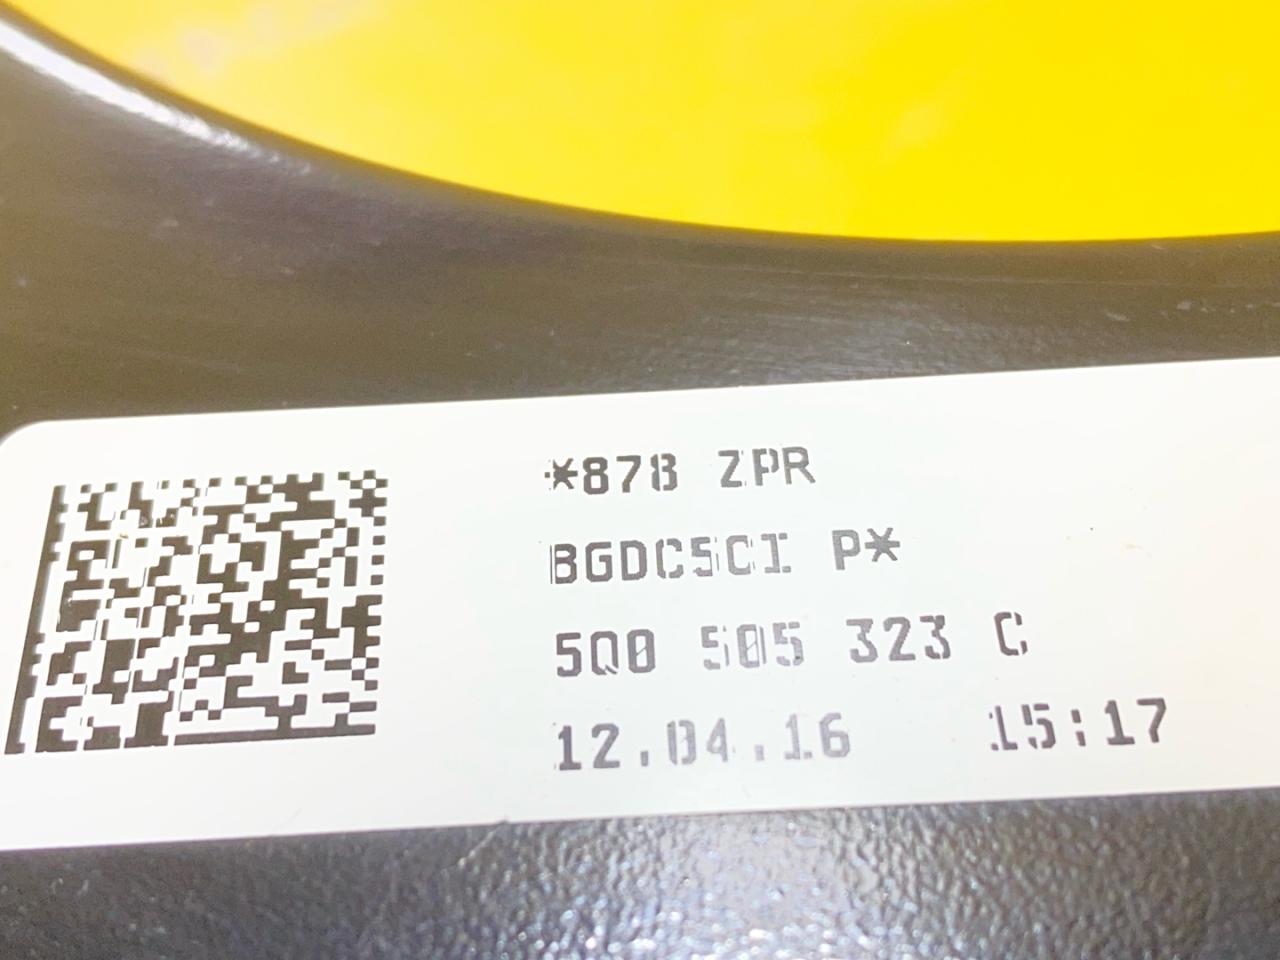 *878 ZPR
BGDC5CI P*
5Q0 505 323 C
12.04.16 15:17